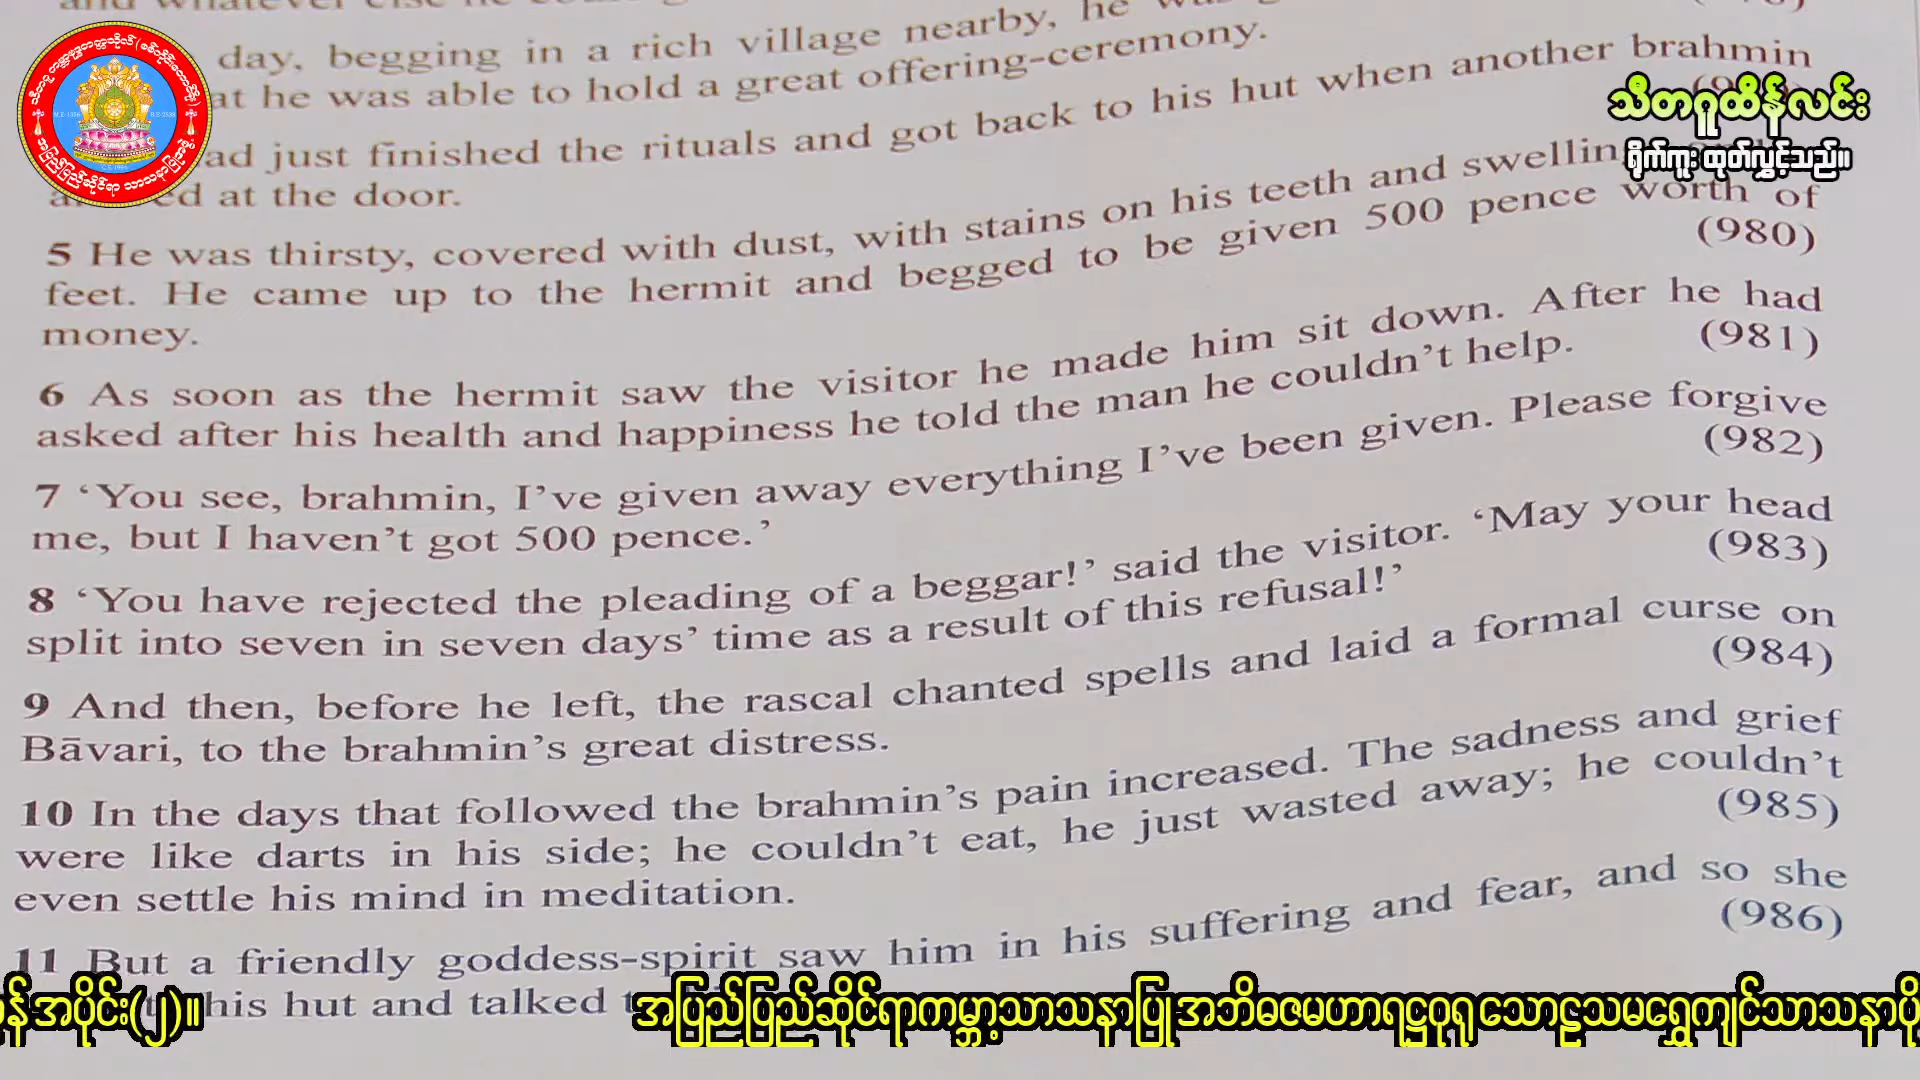 day, begging in a rich village nearby, he
at he was able to hold a great offering-ceremony.
ad just finished the rituals and got back to his hut when another brahmin
ed at the door.
5 He was thirsty, covered with dust, with stains on his teeth and swelling
feet. He came up to the hermit and begged to be given 500 pence worth of
money.
(980)
6 As soon as the hermit saw the visitor he made him sit down. After he had
asked after his health and happiness he told the man he couldn't help.
(981)
7 ‘You see, brahmin, I’ve given away everything I’ve been given. Please forgive
me, but I haven’t got 500 pence.’
(982)
8 ‘You have rejected the pleading of a beggar!’ said the visitor. ‘May your head
split into seven in seven days’ time as a result of this refusal!’
(983)
9 And then, before he left, the rascal chanted spells and laid a formal curse on
Bāvari, to the brahmin’s great distress.
(984)
10 In the days that followed the brahmin’s pain increased. The sadness and grief
were like darts in his side; he couldn’t eat, he just wasted away; he couldn’t
even settle his mind in meditation.
(985)
11 But a friendly goddess-spirit saw him in his suffering and fear, and so she
his hut and talked
(986)
သီတဂူထိန်လင်း
ရိုက်ကူး ထုတ်လွှင့်သည်။
M.E-1356
B.E-2538
အပိုင်း(၂)။
အပြည်ပြည်ဆိုင်ရာကမ္ဘာ့သာသနာပြု အဘိဓဇမဟာရဋ္ဌဂုရု သောဠသမရွှေကျင်သာသနာပို